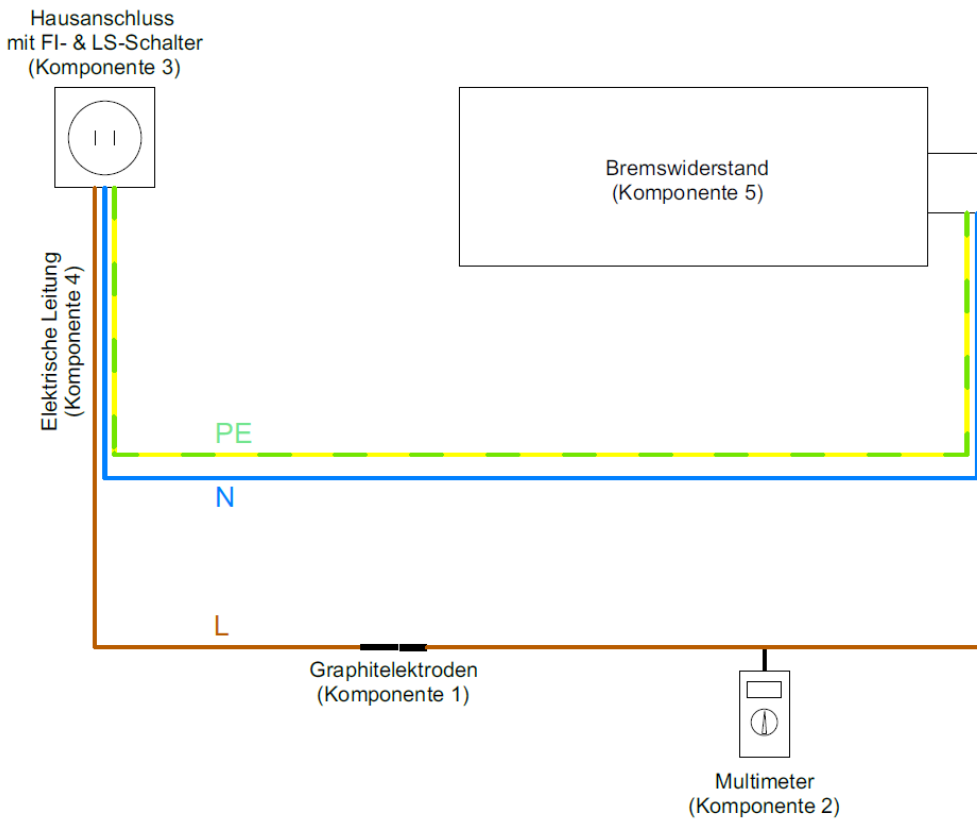 Hausanschluss
mit FI- & LS-Schalter
(Komponente 3)
Bremswiderstand
(Komponente 5)
Elektrische Leitung
(Komponente 4)
PE
N
L
Graphitelektroden
(Komponente 1)
Multimeter
(Komponente 2)